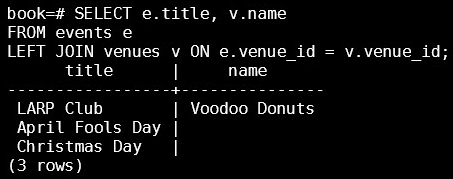 book=# SELECT e.title, v.name
FROM events e
LEFT JOIN venues v ON e.venue_id = v.venue_id;
      title      |     name
-----------------+---------------
 LARP Club       | Voodoo Donuts
 April Fools Day |
 Christmas Day   |
(3 rows)